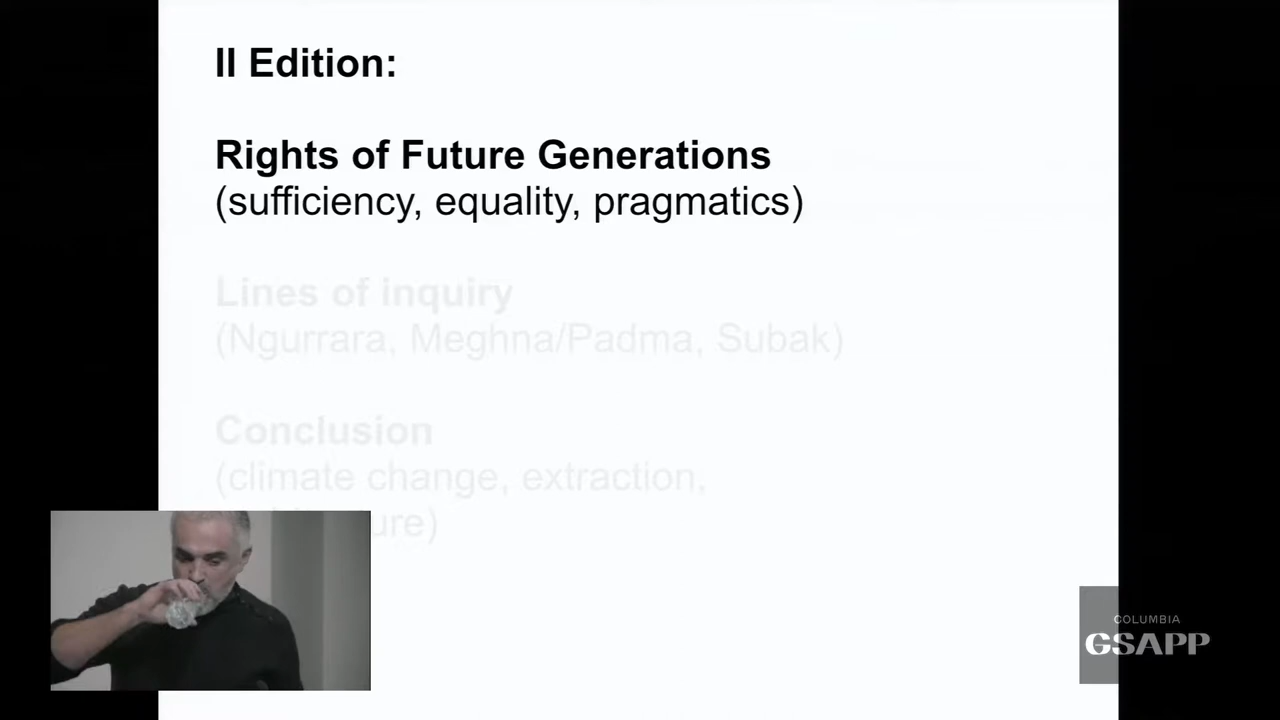 II Edition:
Rights of Future Generations
(sufficiency, equality, pragmatics)
Lines of inquiry
(Ngurrara, Meghna/Padma, Subak)
Conclusion
(climate change, extraction,
COLUMBIA
GSAPP